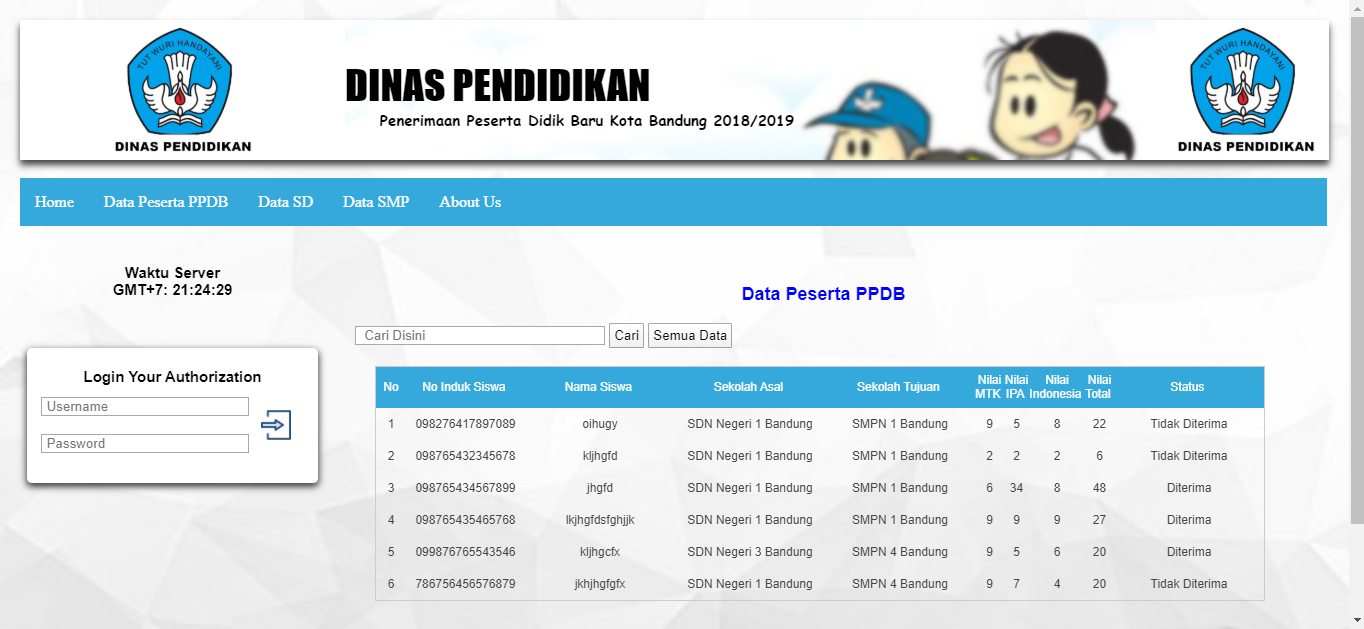 TUT WURI HANDAYANI
DINAS PENDIDIKAN
DINAS PENDIDIKAN
Penerimaan Peserta Didik Baru Kota Bandung 2018/2019
TUT WURI HANDAYANI
DINAS PENDIDIKAN
Home Data Peserta PPDB Data SD Data SMP About Us
Waktu Server
GMT+7: 21:24:29
Login Your Authorization
Username
Password
Data Peserta PPDB
Cari Disini Cari Semua Data
No No Induk Siswa Nama Siswa Sekolah Asal Sekolah Tujuan Nilai MTK Nilai IPA Nilai Indonesia Nilai Total Status
1 098276417897089 oihugy SDN Negeri 1 Bandung SMPN 1 Bandung 9 5 8 22 Tidak Diterima
2 098765432345678 kljhgfd SDN Negeri 1 Bandung SMPN 1 Bandung 2 2 2 6 Tidak Diterima
3 098765434567899 jhgfd SDN Negeri 1 Bandung SMPN 1 Bandung 6 34 8 48 Diterima
4 098765435465768 lkjhgfdsfghjjk SDN Negeri 1 Bandung SMPN 1 Bandung 9 9 9 27 Diterima
5 099876765543546 kljhgcfx SDN Negeri 3 Bandung SMPN 4 Bandung 9 5 6 20 Diterima
6 786756456576879 jkhjhgfgfx SDN Negeri 1 Bandung SMPN 4 Bandung 9 7 4 20 Tidak Diterima